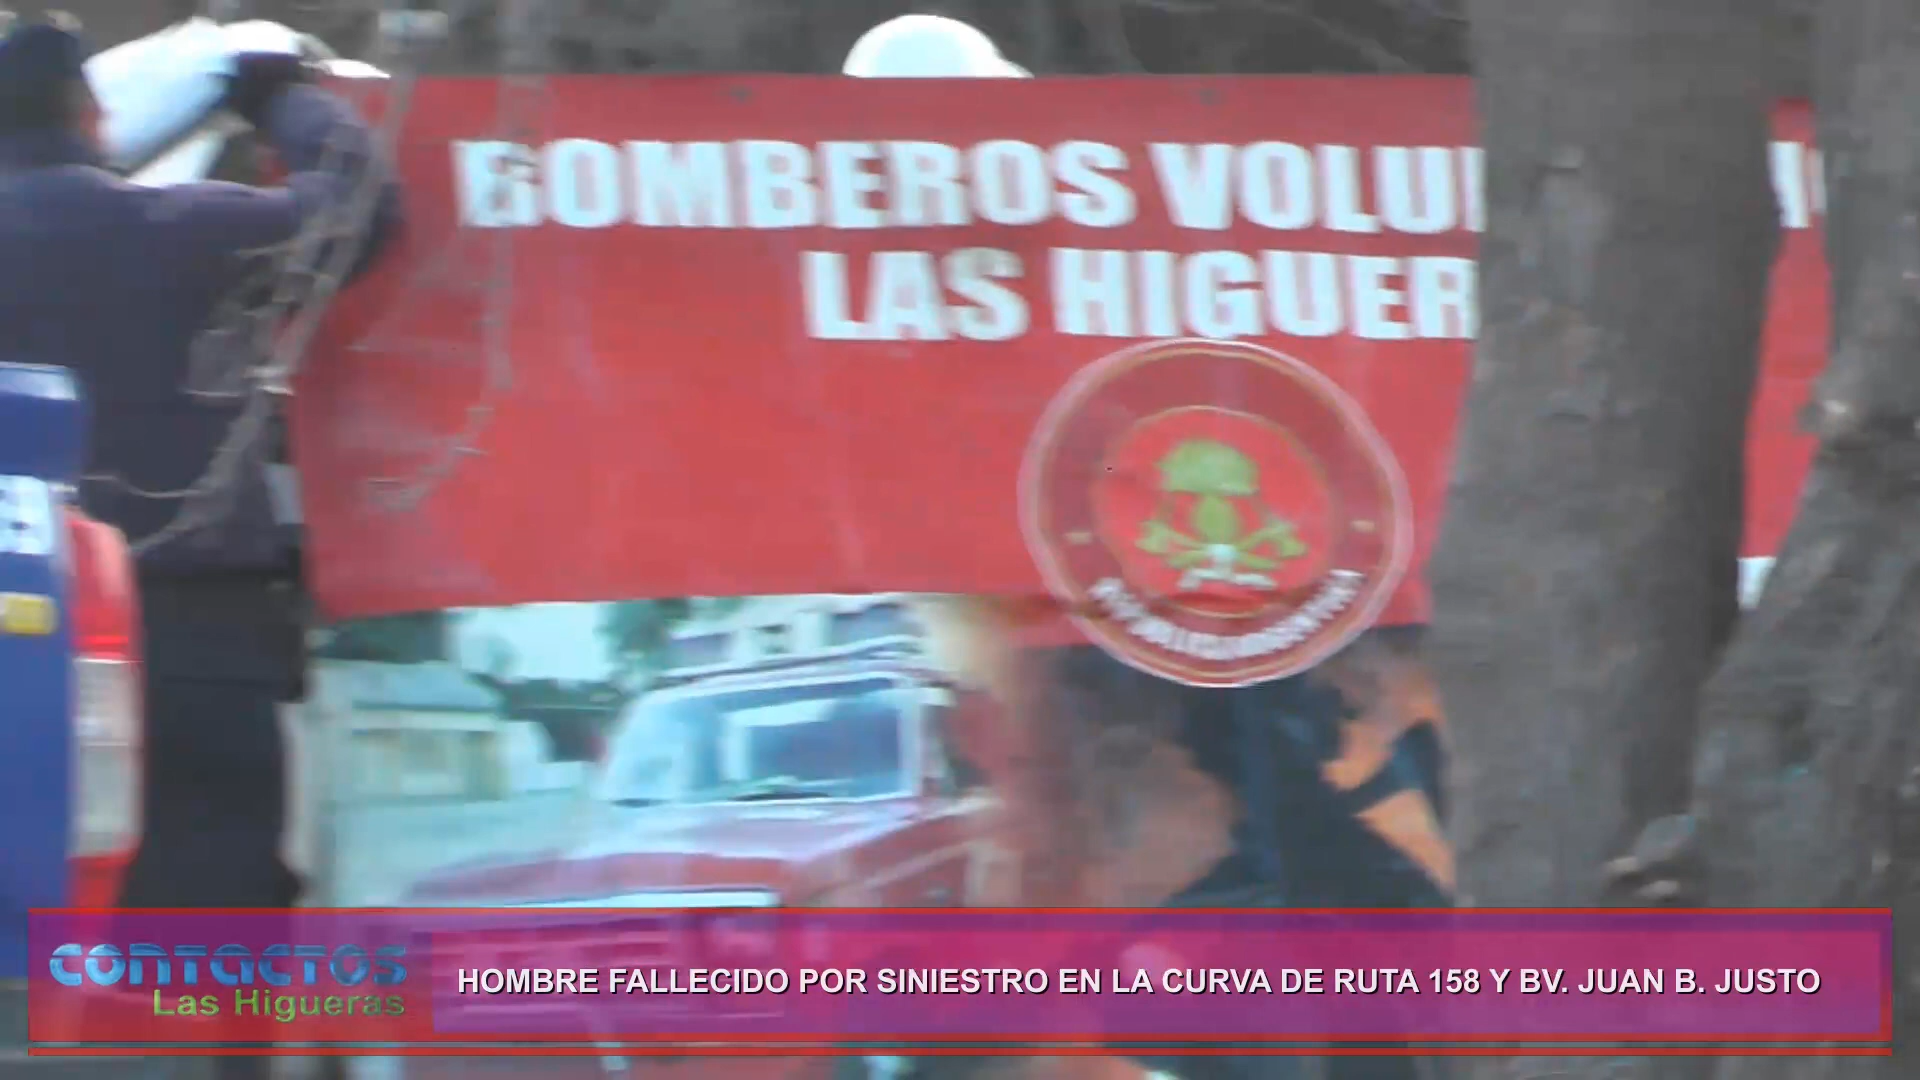 BOMBEROS VOLU
LAS HIGUER
CONTACTOS
Las Higueras
HOMBRE FALLECIDO POR SINIESTRO EN LA CURVA DE RUTA 158 Y BV. JUAN B. JUSTO